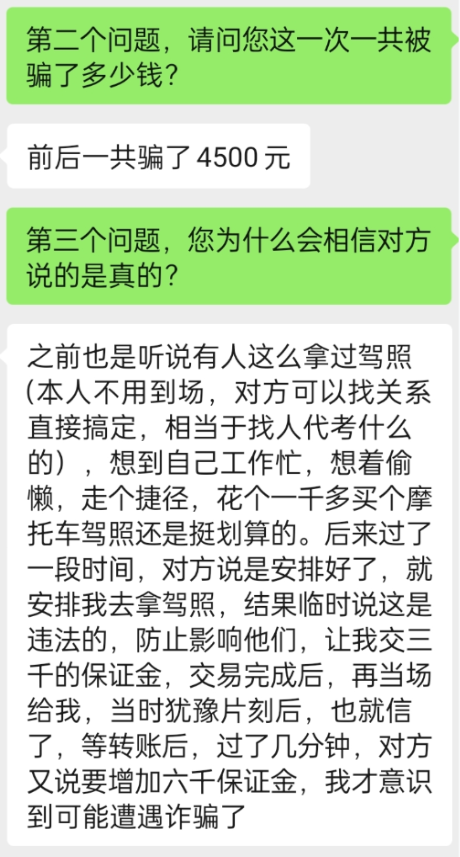 第二个问题，请问您这一次一共被
骗了多少钱？
前后一共骗了4500元
第三个问题，您为什么会相信对方
说的是真的？
之前也是听说有人这么拿过驾照
(本人不用到场，对方可以找关系
直接搞定，相当于找人代考什么
的），想到自己工作忙，想着偷
懒，走个捷径，花个一千多买个摩
托车驾照还是挺划算的。后来过了
一段时间，对方说是安排好了，就
安排我去拿驾照，结果临时说这是
违法的，防止影响他们，让我交三
千的保证金，交易完成后，再当场
给我，当时犹豫片刻后，也就信
了，等转账后，过了几分钟，对方
又说要增加六千保证金，我才意识
到可能遭遇诈骗了